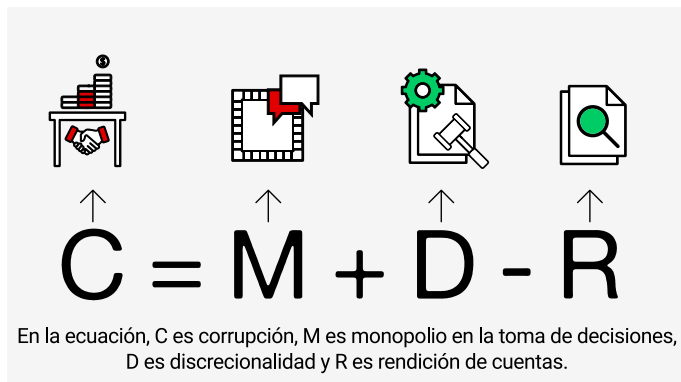 $
C = M + D - R
En la ecuación, C es corrupción, M es monopolio en la toma de decisiones,
D es discrecionalidad y R es rendición de cuentas.